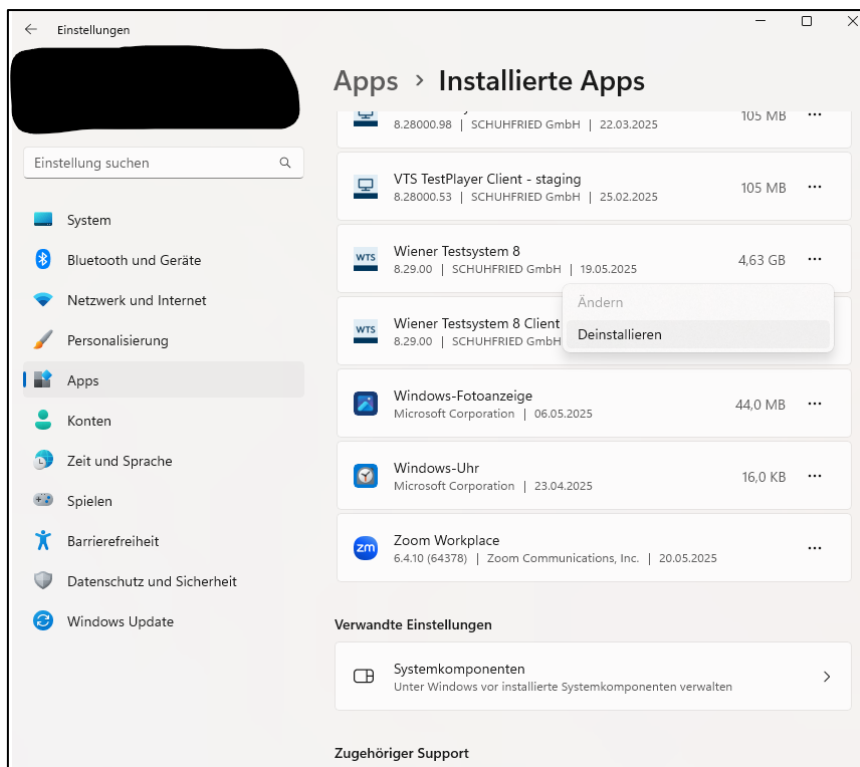 Einstellungen
Einstellung suchen
System
Bluetooth und Geräte
Netzwerk und Internet
Personalisierung
Apps
Konten
Zeit und Sprache
Spielen
Barrierefreiheit
Datenschutz und Sicherheit
Windows Update
Apps > Installierte Apps
8.28000.98 | SCHUHFRIED GmbH | 22.03.2025
105 MB
VTS TestPlayer Client - staging
8.28000.53 | SCHUHFRIED GmbH | 25.02.2025
105 MB
WTS
Wiener Testsystem 8
8.29.00 | SCHUHFRIED GmbH | 19.05.2025
4,63 GB
Ändern
Deinstallieren
WTS
Wiener Testsystem 8 Client
8.29.00 | SCHUHFRIED GmbH
Windows-Fotoanzeige
Microsoft Corporation | 06.05.2025
44,0 MB
Windows-Uhr
Microsoft Corporation | 23.04.2025
16,0 KB
zm
Zoom Workplace
6.4.10 (64378) | Zoom Communications, Inc. | 20.05.2025
Verwandte Einstellungen
Systemkomponenten
Unter Windows vor installierte Systemkomponenten verwalten
Zugehöriger Support